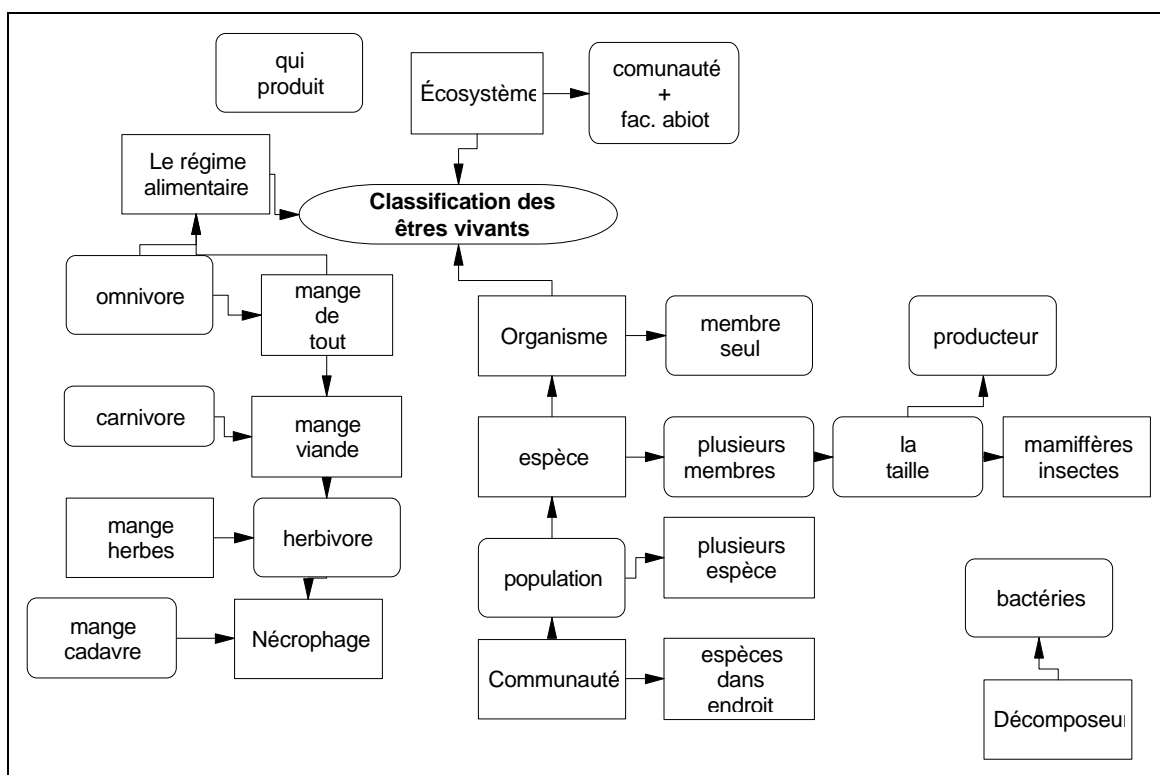 qui
produit
Écosystème
comunauté
+
fac. abiot
Le régime
alimentaire
Classification des
êtres vivants
omnivore
mange
de
tout
Organisme
membre
seul
producteur
carnivore
mange
viande
espèce
plusieurs
membres
la
taille
mamiffères
insectes
mange
herbes
herbivore
population
plusieurs
espèce
bactéries
mange
cadavre
Nécrophage
Communauté
espèces
dans
endroit
Décomposeur